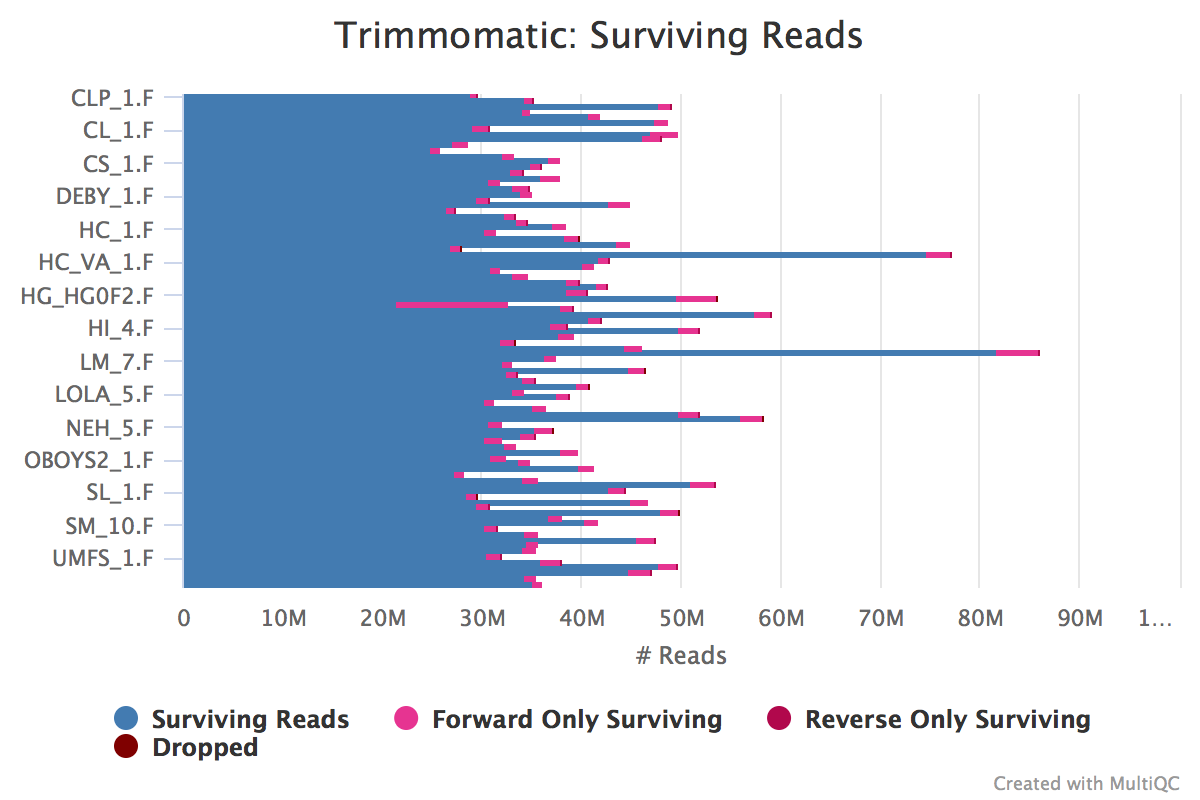 Trimmomatic: Surviving Reads
CLP_1.F
CL_1.F
CS_1.F
DEBY_1.F
HC_1.F
HC_VA_1.F
HG_HG0F2.F
HI_4.F
LM_7.F
LOLA_5.F
NEH_5.F
OBOYS2_1.F
SL_1.F
SM_10.F
UMFS_1.F
0 10M 20M 30M 40M 50M 60M 70M 80M 90M 1…
# Reads
Surviving Reads Forward Only Surviving Reverse Only Surviving
Dropped
Created with MultiQC